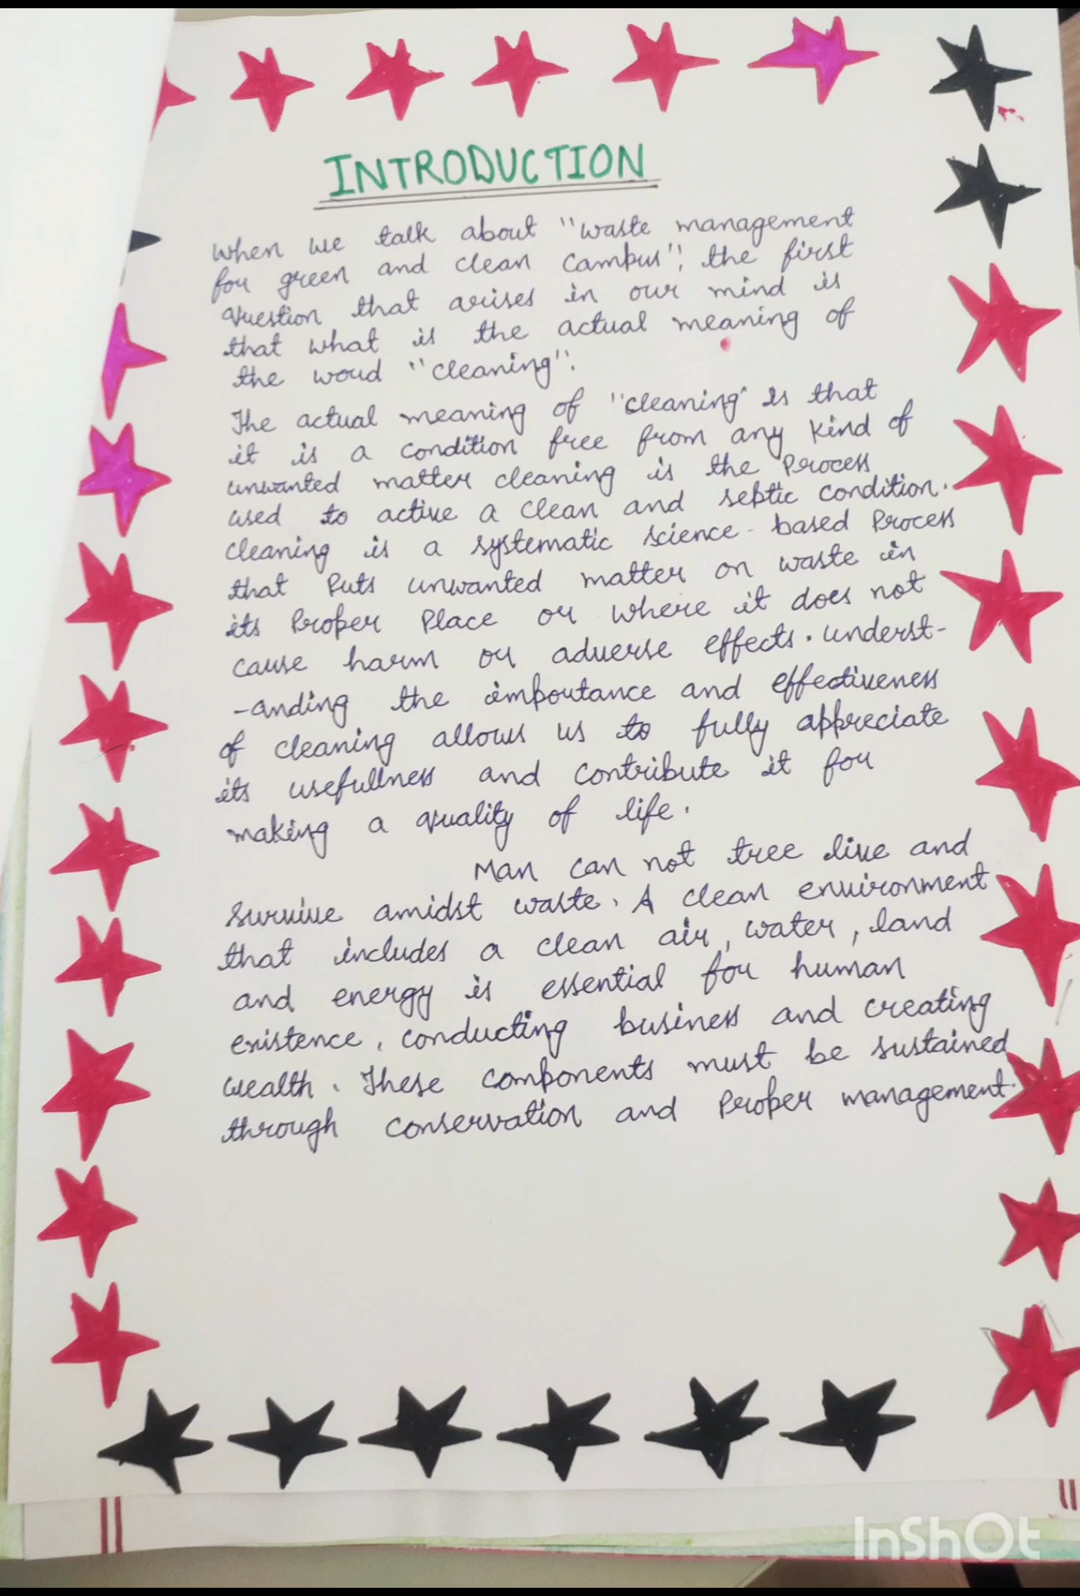 INTRODUCTION
When we talk about "waste management
for green and clean campus", the first
question that arises in our mind is
that what is the actual meaning of
the word "cleaning".
The actual meaning of "cleaning" is that
it is a condition free from any kind of
unwanted matter cleaning is the Process
used to active a clean and septic condition.
cleaning is a systematic science-based Process
that Puts unwanted matter on waste in
its Proper Place or where it does not
cause harm or adverse effects. underst-
-anding the importance and effectiveness
of cleaning allows us to fully appreciate
its usefullness and contribute it for
making a quality of life.
Man can not tree live and
Survive amidst waste. A clean environment
that includes a clean air, water, land
and energy is essential for human
existence, conducting business and creating
wealth. These components must be sustained
through conservation and Proper management.
InShOt